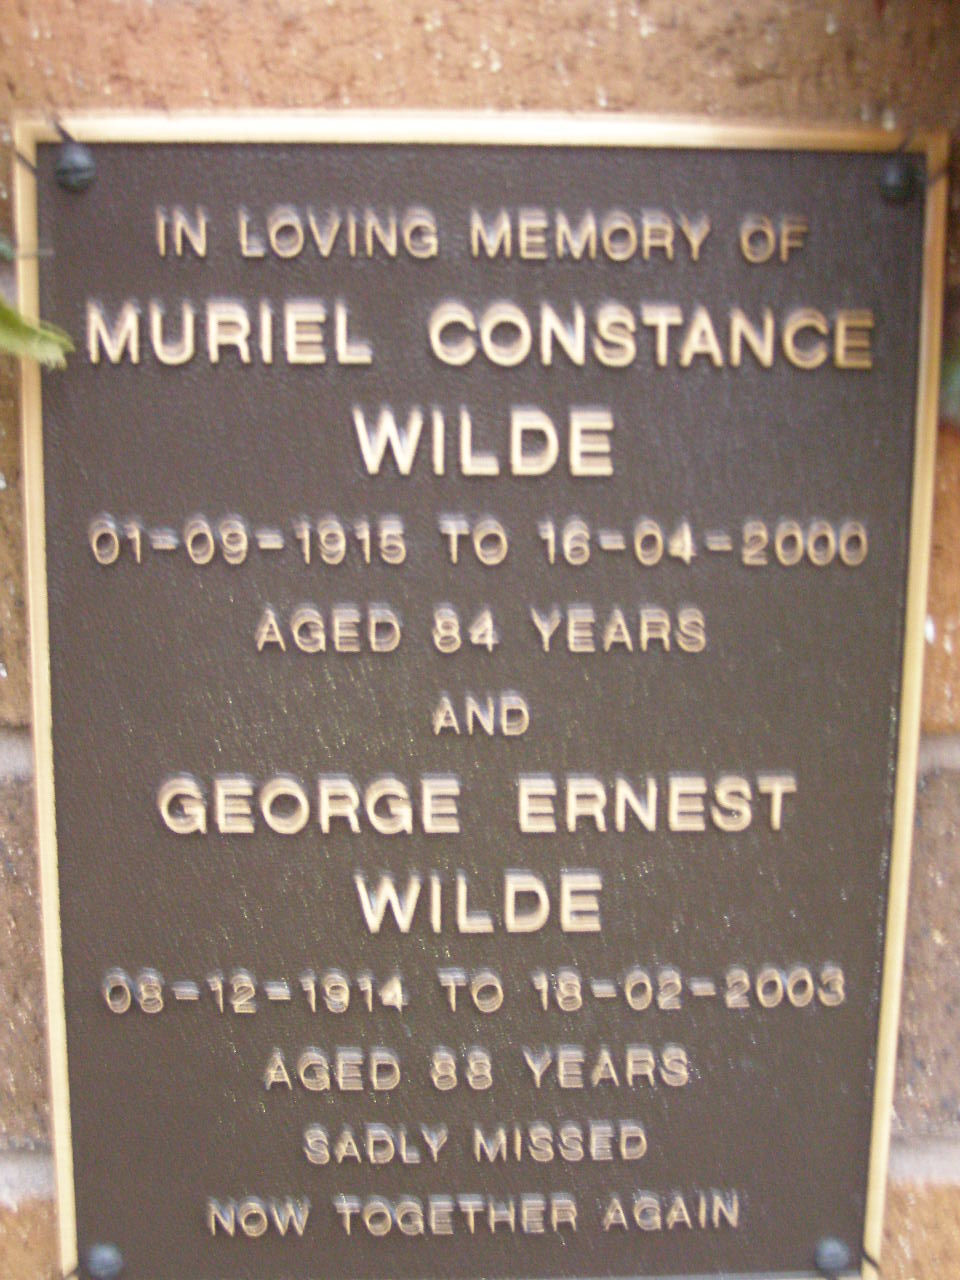 IN LOVING MEMORY OF
MURIEL CONSTANCE
WILDE
01-09-1915 TO 16-04-2000
AGED 84 YEARS
AND
GEORGE ERNEST
WILDE
08-12-1914 TO 18-02-2003
AGED 88 YEARS
SADLY MISSED
NOW TOGETHER AGAIN